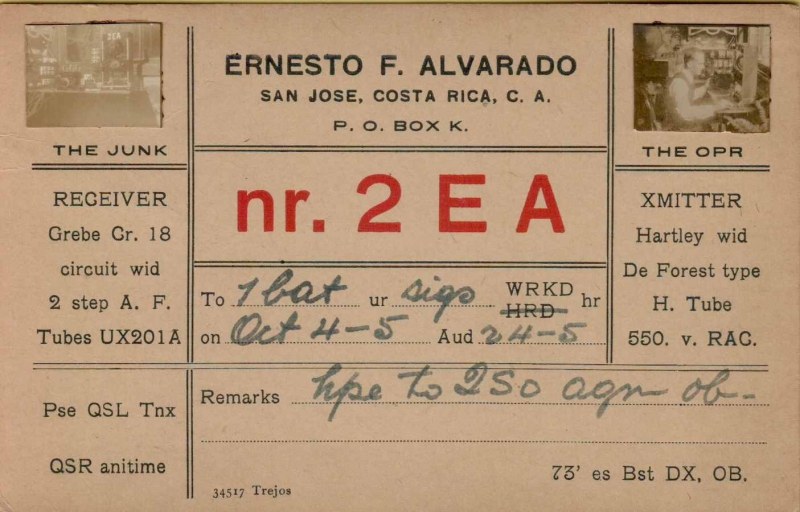 2EA
THE JUNK
ERNESTO F. ALVARADO
SAN JOSE, COSTA RICA, C. A.
P. O. BOX K.
THE OPR
nr. 2 E A
RECEIVER
Grebe Cr. 18
circuit wid
2 step A. F.
Tubes UX201A
To 1bat ur sigs WRKD HRD hr
on Oct 4-5 Aud 24-5
XMITTER
Hartley wid
De Forest type
H. Tube
550. v. RAC.
Pse QSL Tnx
QSR anitime
Remarks hpe to QSO agn ob-
73' es Bst DX, OB.
34517 Trejos